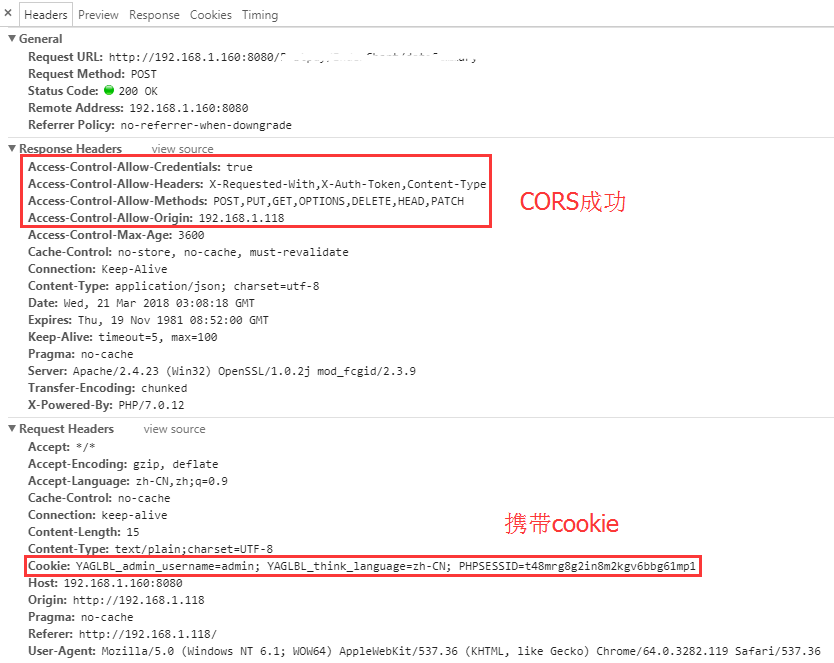 × Headers Preview Response Cookies Timing
▼ General
Request URL: http://192.168.1.160:8080/
Request Method: POST
Status Code: 200 OK
Remote Address: 192.168.1.160:8080
Referrer Policy: no-referrer-when-downgrade
▼ Response Headers view source
Access-Control-Allow-Credentials: true
Access-Control-Allow-Headers: X-Requested-With,X-Auth-Token,Content-Type
CORS成功
Access-Control-Allow-Methods: POST,PUT,GET,OPTIONS,DELETE,HEAD,PATCH
Access-Control-Allow-Origin: 192.168.1.118
Access-Control-Max-Age: 3600
Cache-Control: no-store, no-cache, must-revalidate
Connection: Keep-Alive
Content-Type: application/json; charset=utf-8
Date: Wed, 21 Mar 2018 03:08:18 GMT
Expires: Thu, 19 Nov 1981 08:52:00 GMT
Keep-Alive: timeout=5, max=100
Pragma: no-cache
Server: Apache/2.4.23 (Win32) OpenSSL/1.0.2j mod_fcgid/2.3.9
Transfer-Encoding: chunked
X-Powered-By: PHP/7.0.12
▼ Request Headers view source
Accept: */*
Accept-Encoding: gzip, deflate
Accept-Language: zh-CN,zh;q=0.9
Cache-Control: no-cache
Connection: keep-alive
携带cookie
Content-Length: 15
Content-Type: text/plain;charset=UTF-8
Cookie: YAGLBL_admin_username=admin; YAGLBL_think_language=zh-CN; PHPSESSID=t48mrg8g2in8m2kgv6bbg61mp1
Host: 192.168.1.160:8080
Origin: http://192.168.1.118
Pragma: no-cache
Referer: http://192.168.1.118/
User-Agent: Mozilla/5.0 (Windows NT 6.1; WOW64) AppleWebKit/537.36 (KHTML, like Gecko) Chrome/64.0.3282.119 Safari/537.36